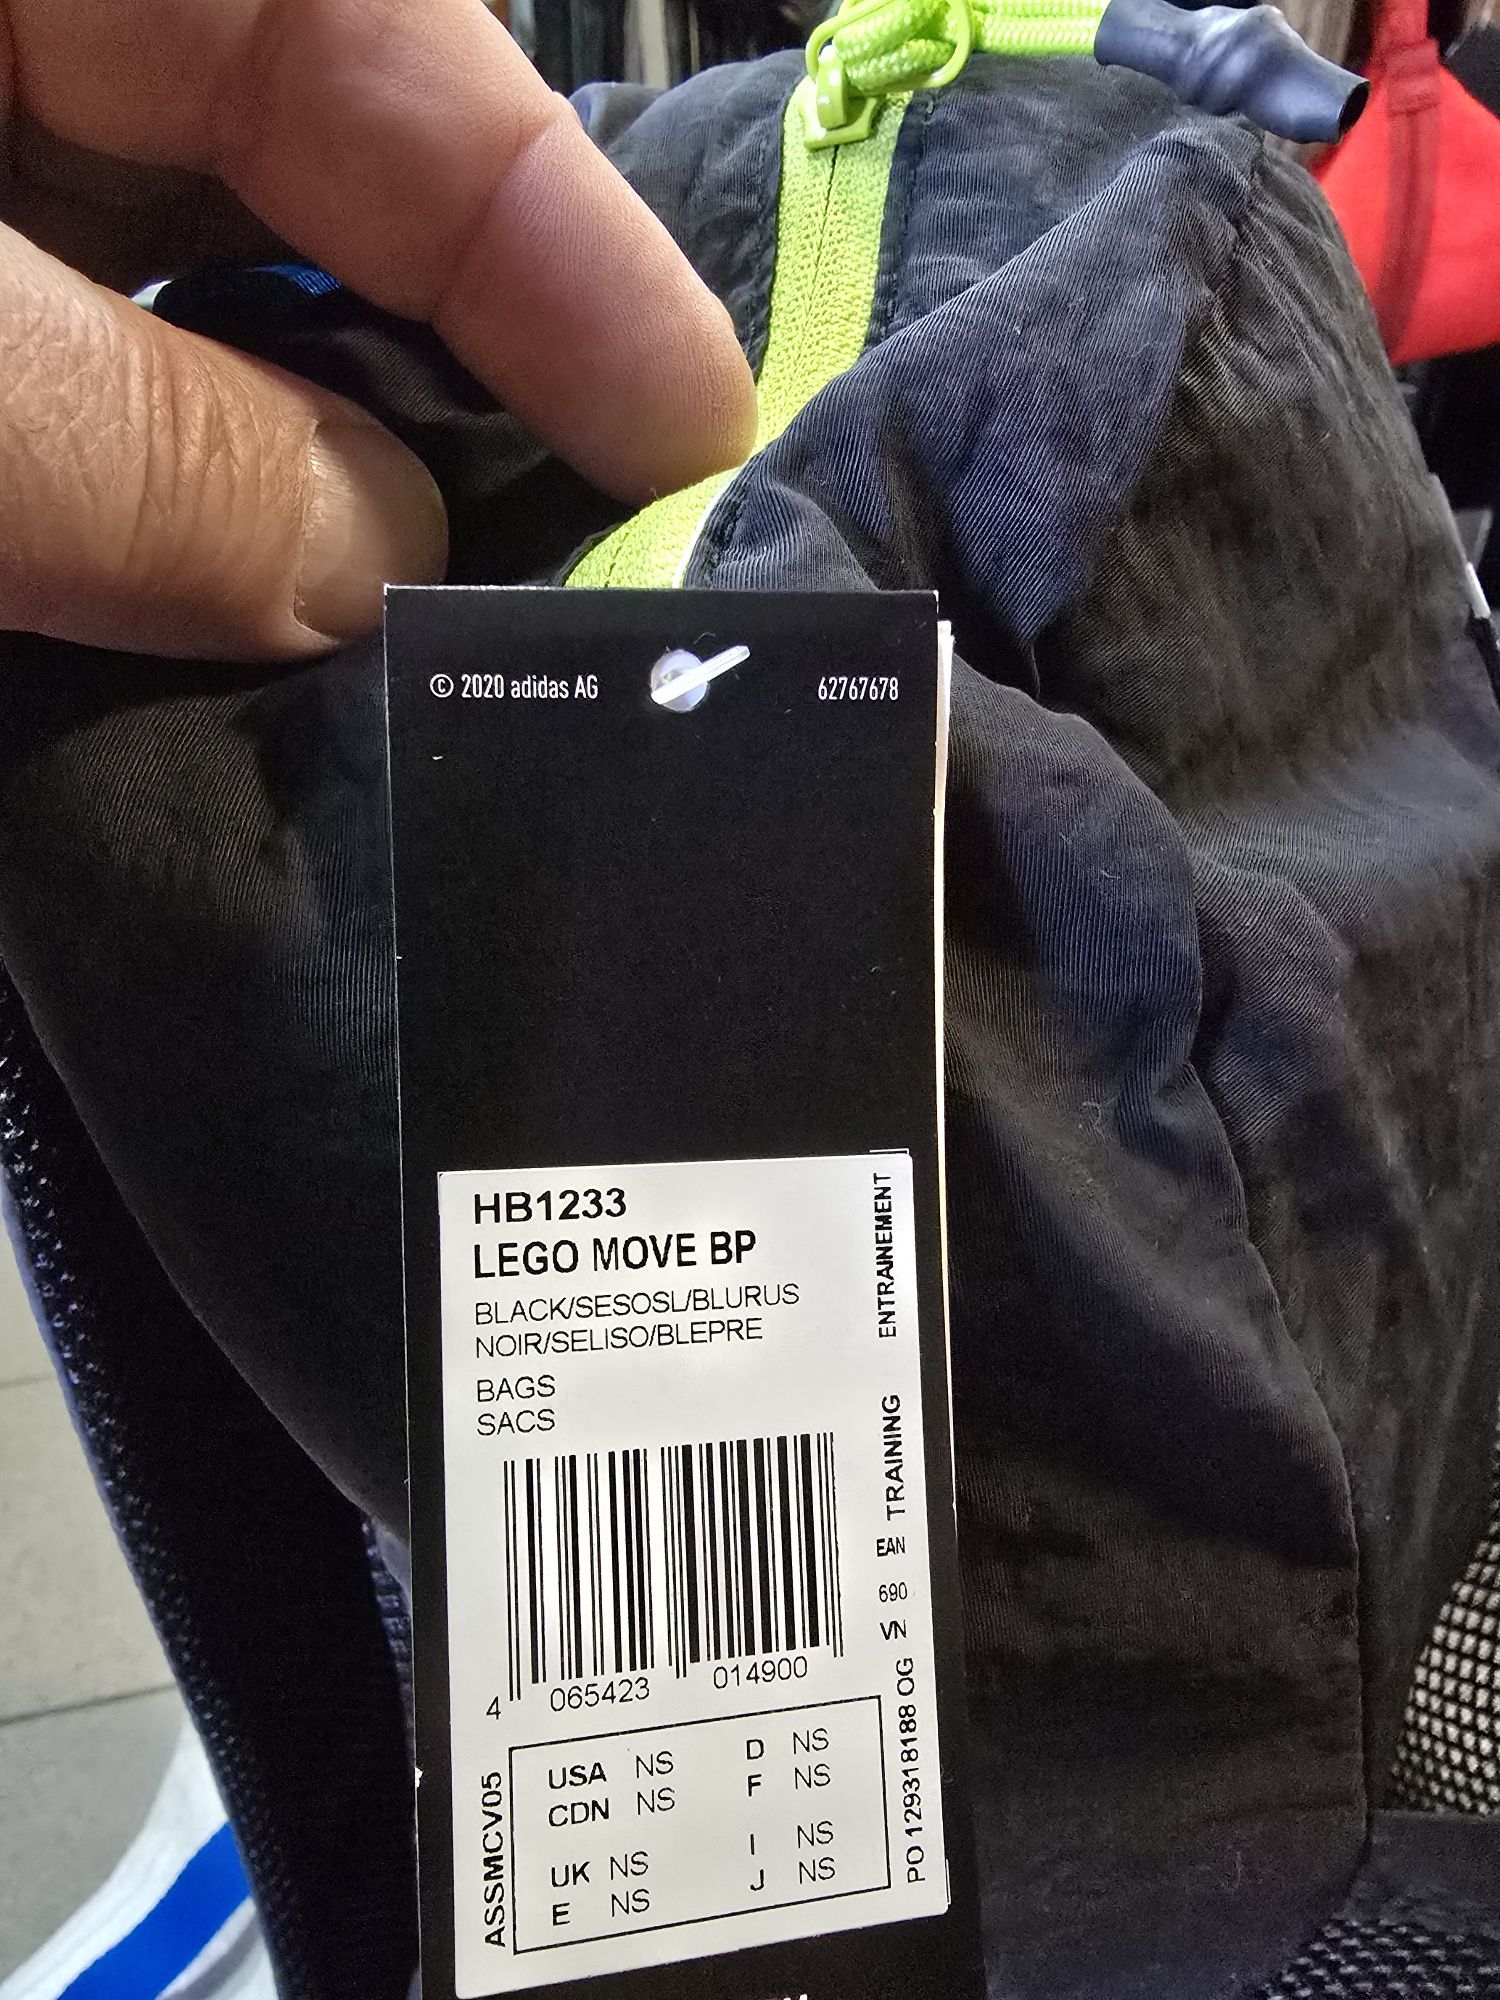 © 2020 adidas AG
62767678
HB1233
LEGO MOVE BP
BLACK/SESOSL/BLURUS
NOIR/SELISO/BLEPRE
BAGS
SACS
4 065423 014900
USA NS
CDN NS
UK NS
E NS
D NS
F NS
I NS
J NS
ASSMCV05
PO 129318188 OG VN 690 EAN TRAINING ENTRAINEMENT